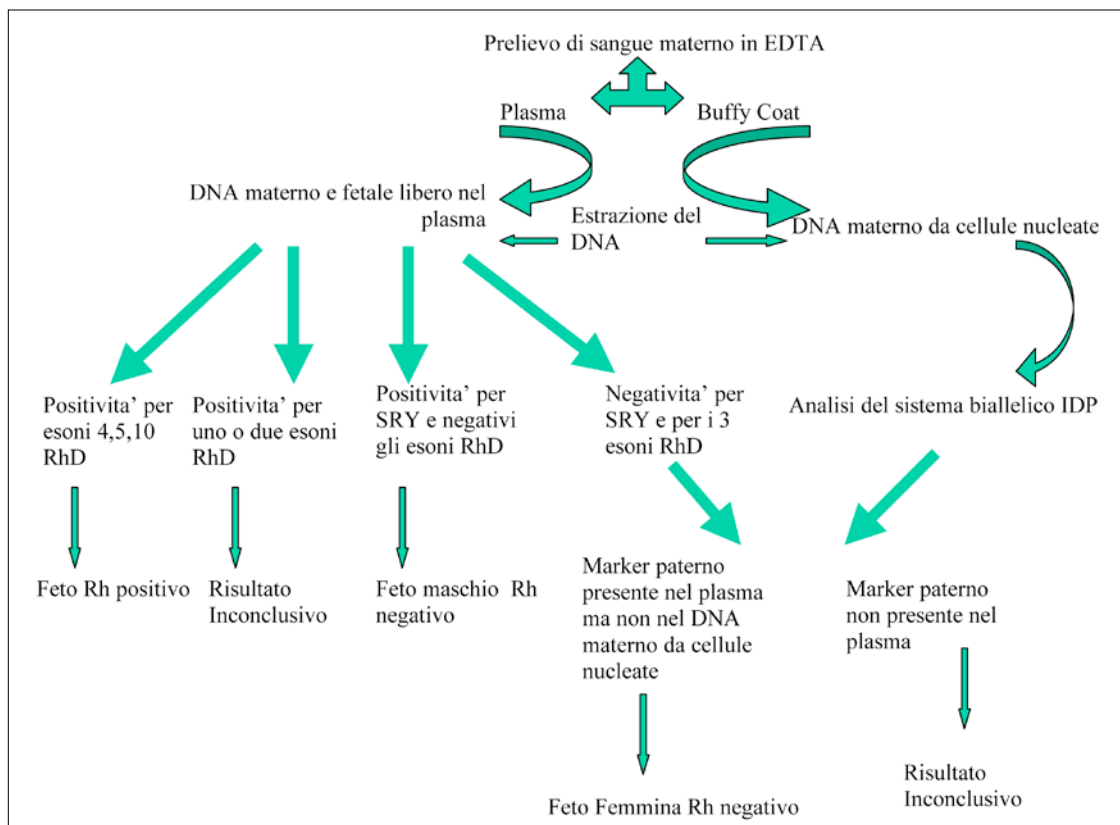 Prelievo di sangue materno in EDTA
Plasma
Buffy Coat
DNA materno e fetale libero nel
plasma
Estrazione del
DNA
DNA materno da cellule nucleate
Positivita' per
esoni 4,5,10
RhD
Positivita' per
uno o due esoni
RhD
Positivita' per
SRY e negativi
gli esoni RhD
Negatività per
SRY e per i 3
esoni RhD
Analisi del sistema biallelico IDP
Feto Rh positivo
Risultato
Inconclusivo
Feto maschio Rh
negativo
Marker paterno
presente nel plasma
ma non nel DNA
materno da cellule
nucleate
Marker paterno
non presente nel
plasma
Feto Femmina Rh negativo
Risultato
Inconclusivo